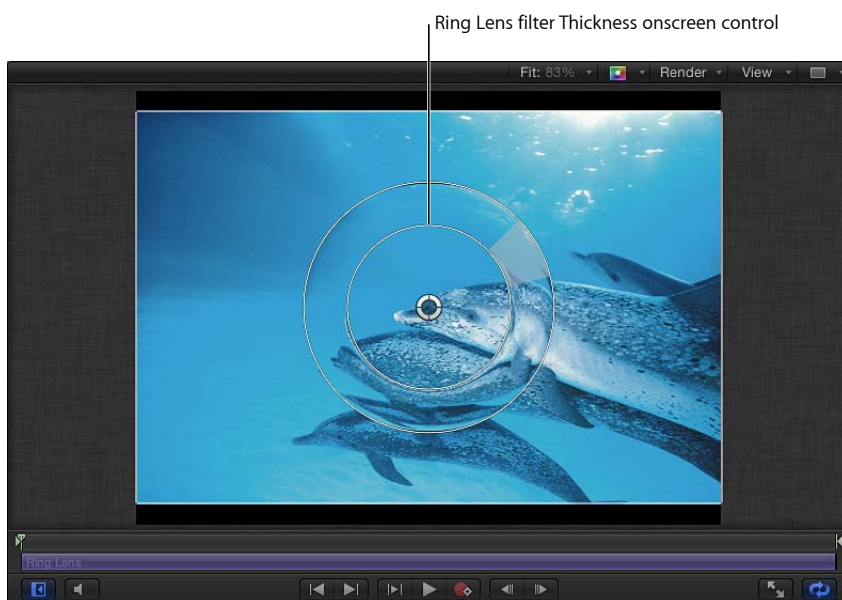 Ring Lens filter Thickness onscreen control
Fit: 83% Render View
Ring Lens